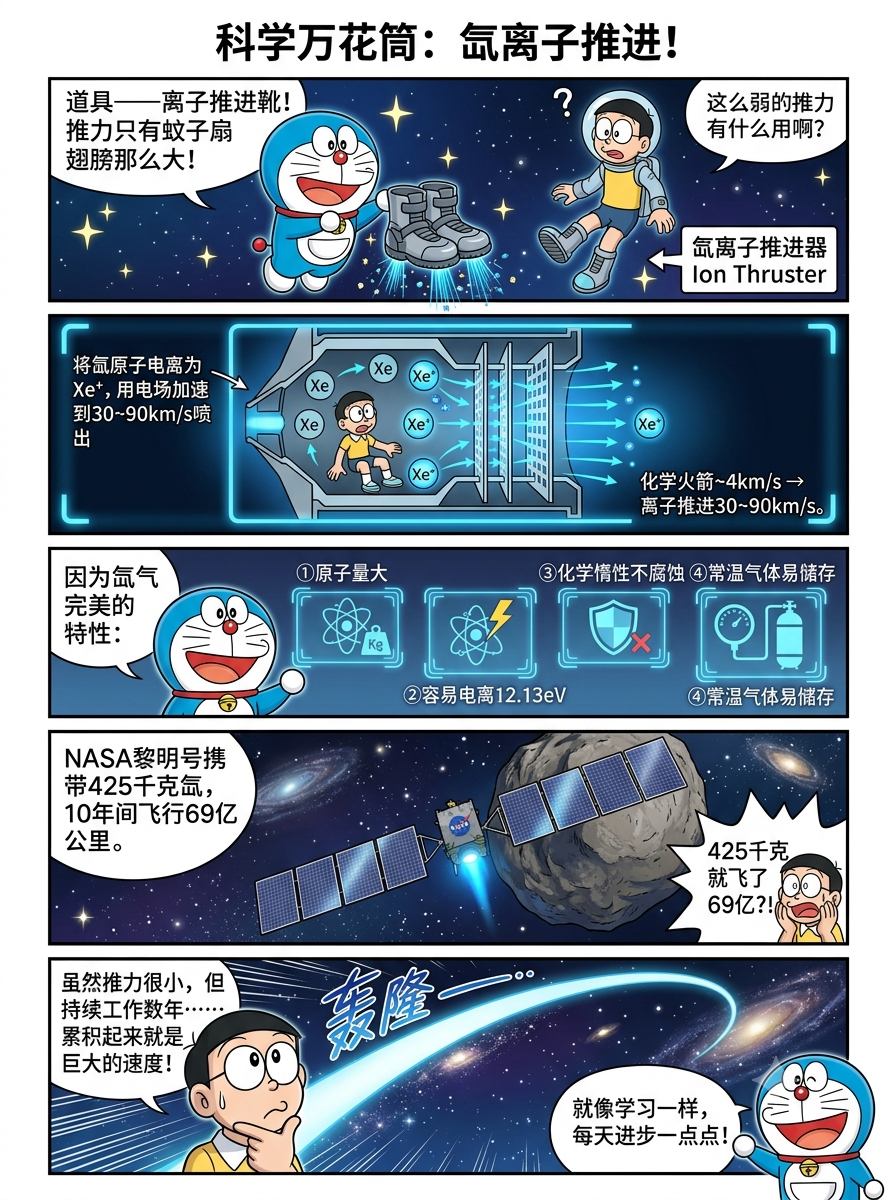 科学万花筒：氙离子推进！
道具——离子推进靴！
推力只有蚊子扇
翅膀那么大！
?
这么弱的推力
有什么用啊？
氙离子推进器
Ion Thruster
将氙原子电离为
Xe⁺，用电场加速
到30~90km/s喷
出
Xe
Xe
Xe⁺
Xe
Xe⁺
Xe⁺
Xe⁺
化学火箭~4km/s →
离子推进30~90km/s。
因为氙气
完美的
特性：
①原子量大
Kg
②容易电离12.13eV
③化学惰性不腐蚀
④常温气体易储存
④常温气体易储存
NASA黎明号携
带425千克氙，
10年间飞行69亿
公里。
425千克
就飞了
69亿?!
虽然推力很小，但
持续工作数年……
累积起来就是
巨大的速度！
轰隆一··
就像学习一样，
每天进步一点点！